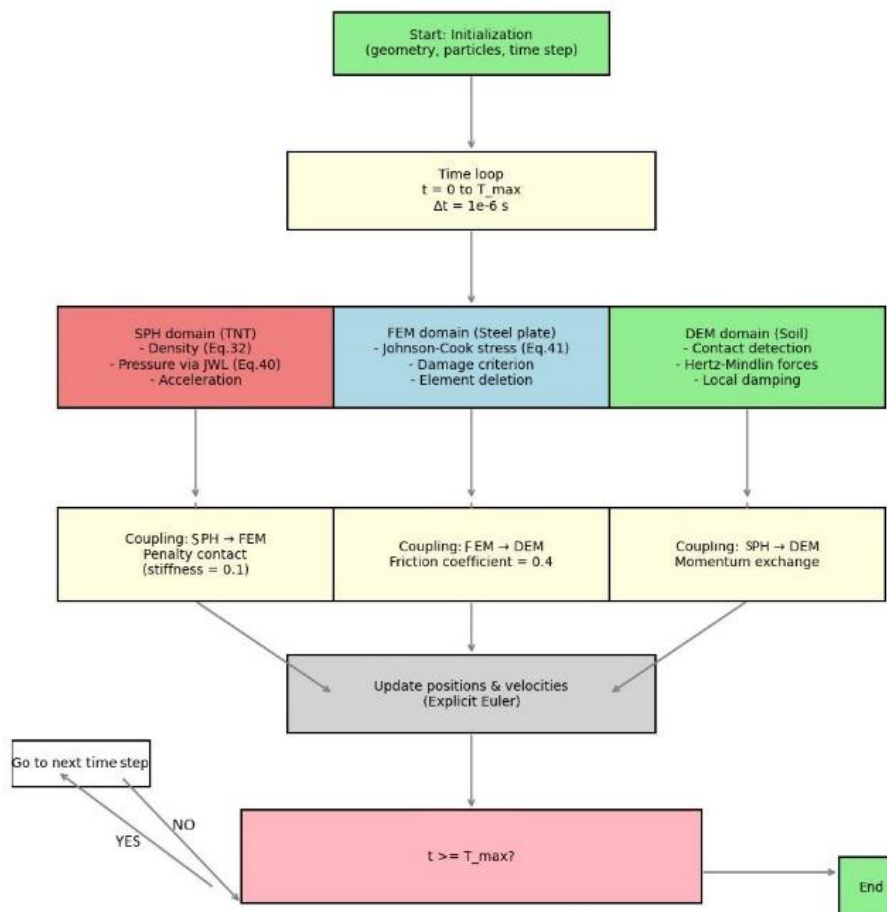 Start: Initialization
(geometry, particles, time step)
Time loop
t = 0 to T_max
Δt = 1e-6 s
SPH domain (TNT)
- Density (Eq.32)
- Pressure via JWL (Eq.40)
- Acceleration
FEM domain (Steel plate)
- Johnson-Cook stress (Eq.41)
- Damage criterion
- Element deletion
DEM domain (Soil)
- Contact detection
- Hertz-Mindlin forces
- Local damping
Coupling: SPH → FEM
Penalty contact
(stiffness = 0.1)
Coupling: FEM → DEM
Friction coefficient = 0.4
Coupling: SPH → DEM
Momentum exchange
Update positions & velocities
(Explicit Euler)
Go to next time step
NO
YES
t >= T_max?
End